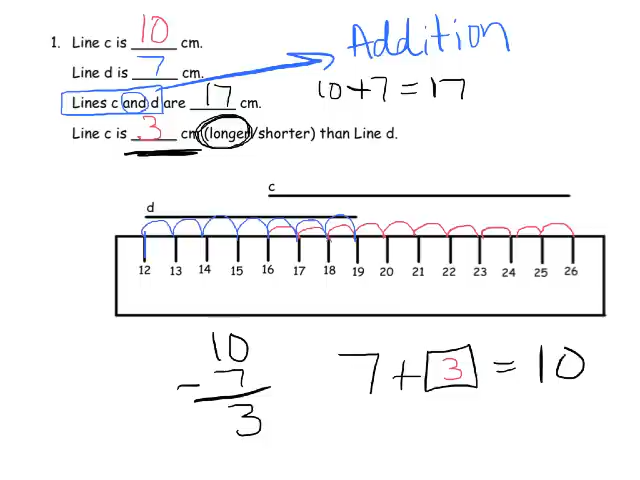 Addition
1. Line c is 10 cm.
Line d is 7 cm.
10+7=17
Lines c and d are 17 cm.
Line c is .3 cm (longer/shorter) than Line d.
c
d
12 13 14 15 16 17 18 19 20 21 22 23 24 25 26
10
- 7
3
7 + 3 = 10